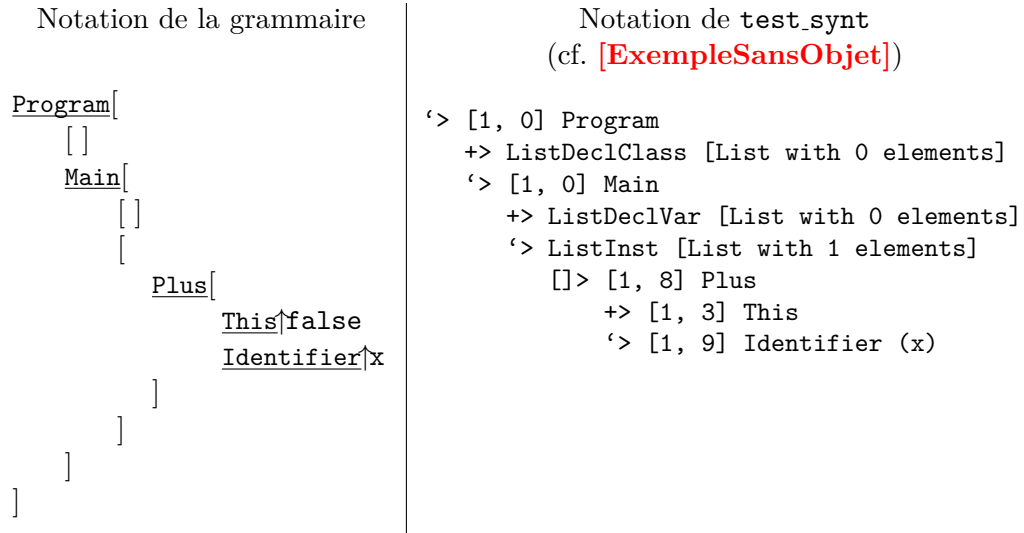 Notation de la grammaire
Program[
[ ]
Main[
[ ]
[
Plus[
This↑false
Identifier↑x
]
]
]
]
Notation de test_synt
(cf. [ExempleSansObjet])
‘> [1, 0] Program
+> ListDeclClass [List with 0 elements]
‘> [1, 0] Main
+> ListDeclVar [List with 0 elements]
‘> ListInst [List with 1 elements]
[]> [1, 8] Plus
+> [1, 3] This
‘> [1, 9] Identifier (x)